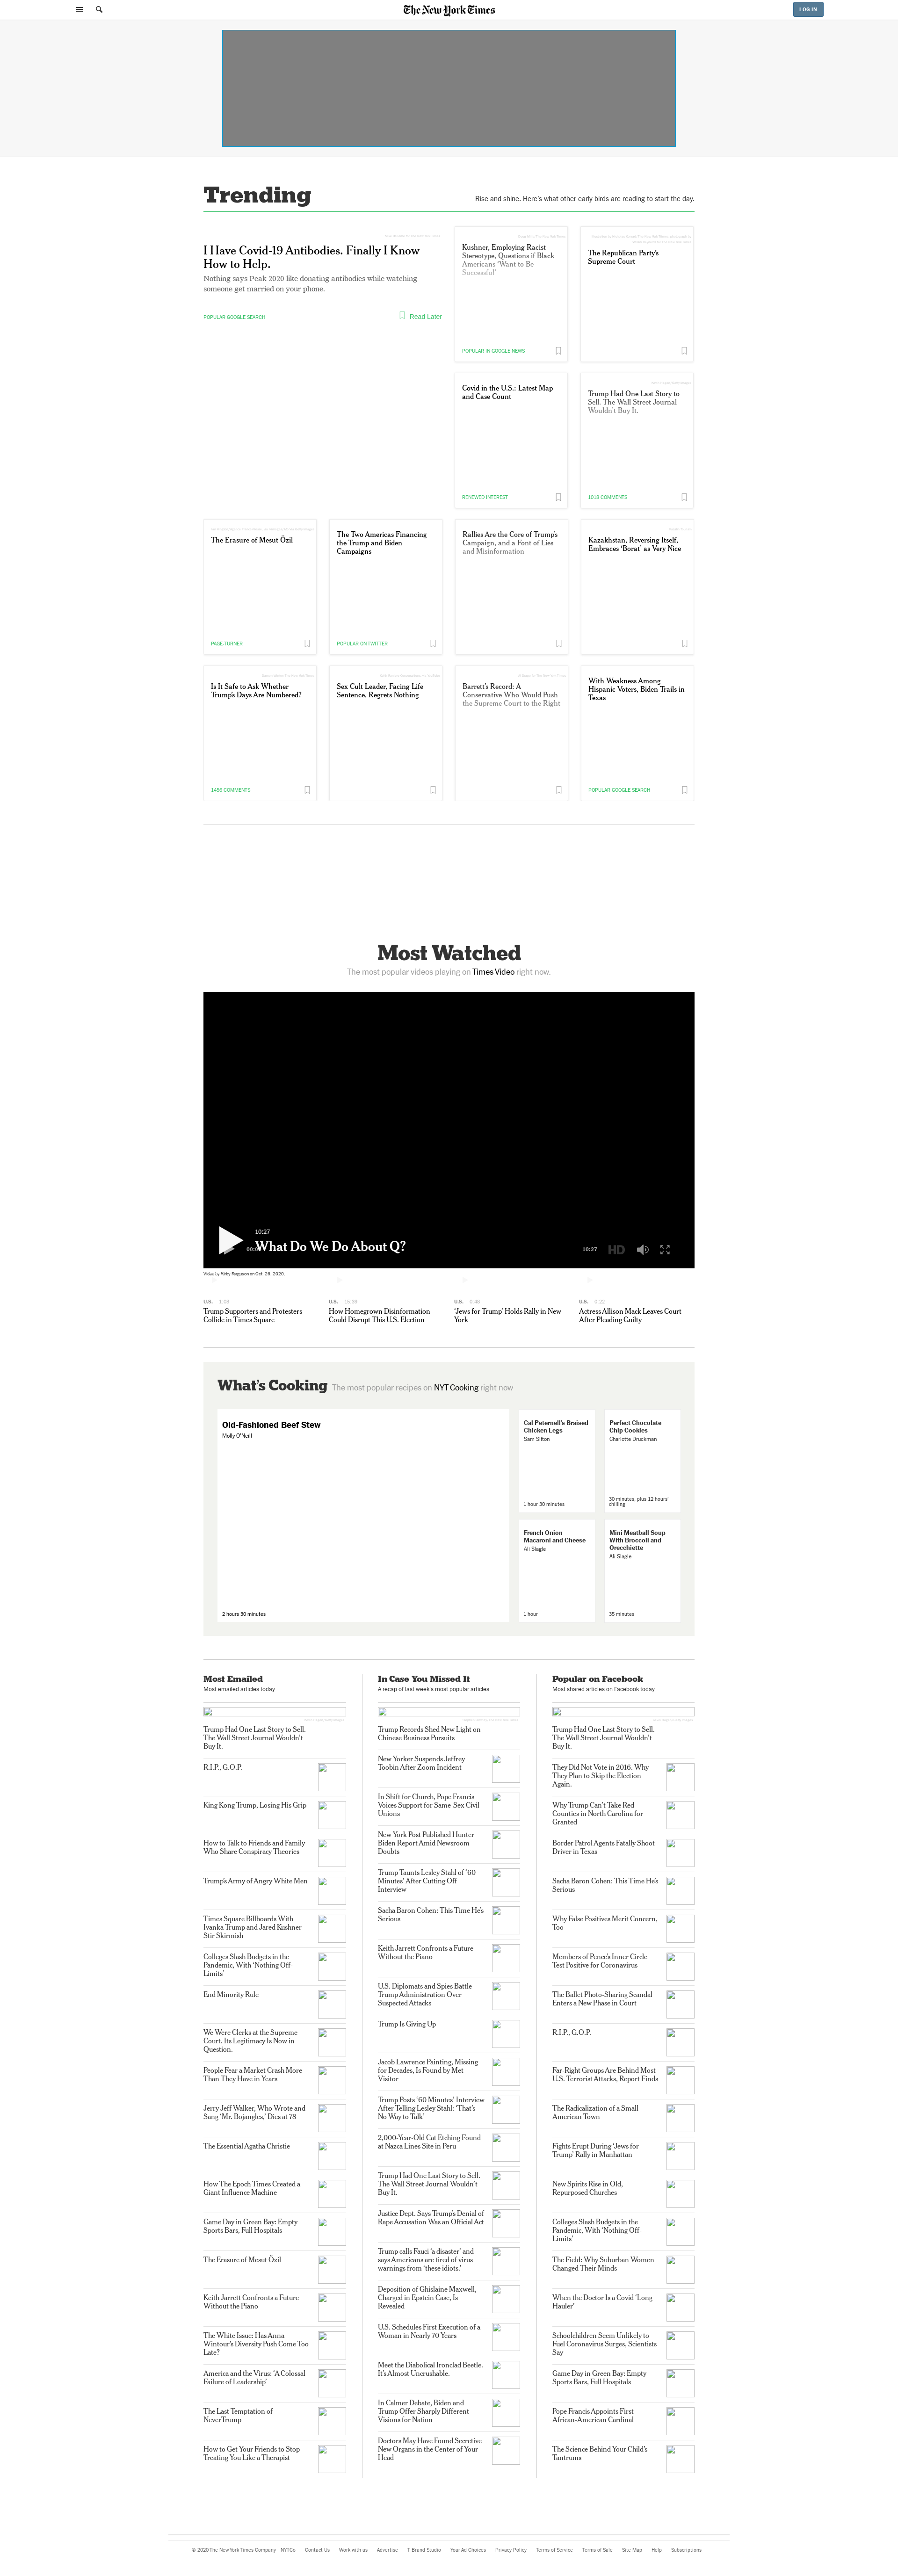 The New York Times
LOG IN
Trending
Rise and shine. Here's what other early birds are reading to start the day.
I Have Covid-19 Antibodies. Finally I Know
How to Help.
Nothing says Peak 2020 like donating antibodies while watching
someone get married on your phone.
POPULAR GOOGLE SEARCH
Read Later
Kushner, Employing Racist
Stereotype, Questions if Black
Americans ‘Want to Be
Successful’
POPULAR IN GOOGLE NEWS
The Republican Party's
Supreme Court
Covid in the U.S.: Latest Map
and Case Count
RENEWED INTEREST
Trump Had One Last Story to
Sell. The Wall Street Journal
Wouldn't Buy It.
1018 COMMENTS
The Erasure of Mesut Özil
PAGE-TURNER
The Two Americas Financing
the Trump and Biden
Campaigns
POPULAR ON TWITTER
Rallies Are the Core of Trump's
Campaign, and a Font of Lies
and Misinformation
Kazakhstan, Reversing Itself,
Embraces ‘Borat’ as Very Nice
Is It Safe to Ask Whether
Trump's Days Are Numbered?
1456 COMMENTS
Sex Cult Leader, Facing Life
Sentence, Regrets Nothing
Barrett's Record: A
Conservative Who Would Push
the Supreme Court to the Right
With Weakness Among
Hispanic Voters, Biden Trails in
Texas
POPULAR GOOGLE SEARCH
Most Watched
The most popular videos playing on Times Video right now.
10:27
What Do We Do About Q?
10:27
HD
Video by Kirby Ferguson on Oct. 26, 2020.
U.S. 1:05
Trump Supporters and Protesters
Collide in Times Square
U.S.
How Homegrown Disinformation
Could Disrupt This U.S. Election
U.S. 0:48
‘Jews for Trump’ Holds Rally in New
York
U.S. 0:22
Actress Allison Mack Leaves Court
After Pleading Guilty
What's Cooking The most popular recipes on NYT Cooking right now
Old-Fashioned Beef Stew
Molly O'Neill
2 hours 30 minutes
Cal Peternell's Braised
Chicken Legs
Sam Sifton
1 hour 30 minutes
Perfect Chocolate
Chip Cookies
Charlotte Druckman
30 minutes, plus 12 hours'
chilling
French Onion
Macaroni and Cheese
Ali Slagle
1 hour
Mini Meatball Soup
With Broccoli and
Orecchiette
Ali Slagle
35 minutes
Most Emailed
Most emailed articles today
Trump Had One Last Story to Sell.
The Wall Street Journal Wouldn't
Buy It.
R.I.P., G.O.P.
King Kong Trump, Losing His Grip
How to Talk to Friends and Family
Who Share Conspiracy Theories
Trump's Army of Angry White Men
Times Square Billboards With
Ivanka Trump and Jared Kushner
Stir Skirmish
Colleges Slash Budgets in the
Pandemic, With ‘Nothing Off-
Limits’
End Minority Rule
We Were Clerks at the Supreme
Court. Its Legitimacy Is Now in
Question.
People Fear a Market Crash More
Than They Have in Years
Jerry Jeff Walker, Who Wrote and
Sang ‘Mr. Bojangles,’ Dies at 78
The Essential Agatha Christie
How The Epoch Times Created a
Giant Influence Machine
Game Day in Green Bay: Empty
Sports Bars, Full Hospitals
The Erasure of Mesut Özil
Keith Jarrett Confronts a Future
Without the Piano
The White Issue: Has Anna
Wintour's Diversity Push Come Too
Late?
America and the Virus: ‘A Colossal
Failure of Leadership’
The Last Temptation of
NeverTrump
How to Get Your Friends to Stop
Treating You Like a Therapist
In Case You Missed It
A recap of last week's most popular articles
Trump Records Shed New Light on
Chinese Business Pursuits
New Yorker Suspends Jeffrey
Toobin After Zoom Incident
In Shift for Church, Pope Francis
Voices Support for Same-Sex Civil
Unions
New York Post Published Hunter
Biden Report Amid Newsroom
Doubts
Trump Taunts Lesley Stahl of ‘60
Minutes’ After Cutting Off
Interview
Sacha Baron Cohen: This Time He's
Serious
Keith Jarrett Confronts a Future
Without the Piano
U.S. Diplomats and Spies Battle
Trump Administration Over
Suspected Attacks
Trump Is Giving Up
Jacob Lawrence Painting, Missing
for Decades, Is Found by Met
Visitor
Trump Posts ‘60 Minutes’ Interview
After Telling Lesley Stahl: ‘That's
No Way to Talk’
2,000-Year-Old Cat Etching Found
at Nazca Lines Site in Peru
Trump Had One Last Story to Sell.
The Wall Street Journal Wouldn't
Buy It.
Justice Dept. Says Trump's Denial of
Rape Accusation Was an Official Act
Trump calls Fauci ‘a disaster’ and
says Americans are tired of virus
warnings from ‘these idiots.’
Deposition of Ghislaine Maxwell,
Charged in Epstein Case, Is
Revealed
U.S. Schedules First Execution of a
Woman in Nearly 70 Years
Meet the Diabolical Ironclad Beetle.
It's Almost Uncrushable.
In Calmer Debate, Biden and
Trump Offer Sharply Different
Visions for Nation
Doctors May Have Found Secretive
New Organs in the Center of Your
Head
Popular on Facebook
Most shared articles on Facebook today
Trump Had One Last Story to Sell.
The Wall Street Journal Wouldn't
Buy It.
They Did Not Vote in 2016. Why
They Plan to Skip the Election
Again.
Why Trump Can't Take Red
Counties in North Carolina for
Granted
Border Patrol Agents Fatally Shoot
Driver in Texas
Sacha Baron Cohen: This Time He's
Serious
Why False Positives Merit Concern,
Too
Members of Pence's Inner Circle
Test Positive for Coronavirus
The Ballet Photo-Sharing Scandal
Enters a New Phase in Court
R.I.P., G.O.P.
Far-Right Groups Are Behind Most
U.S. Terrorist Attacks, Report Finds
The Radicalization of a Small
American Town
Fights Erupt During ‘Jews for
Trump’ Rally in Manhattan
New Spirits Rise in Old,
Repurposed Churches
Colleges Slash Budgets in the
Pandemic, With ‘Nothing Off-
Limits’
The Field: Why Suburban Women
Changed Their Minds
When the Doctor Is a Covid ‘Long
Hauler’
Schoolchildren Seem Unlikely to
Fuel Coronavirus Surges, Scientists
Say
Game Day in Green Bay: Empty
Sports Bars, Full Hospitals
Pope Francis Appoints First
African-American Cardinal
The Science Behind Your Child's
Tantrums
© 2020 The New York Times Company NYTCo Contact Us Work with us Advertise T Brand Studio Your Ad Choices Privacy Policy Terms of Service Terms of Sale Site Map Help Subscriptions